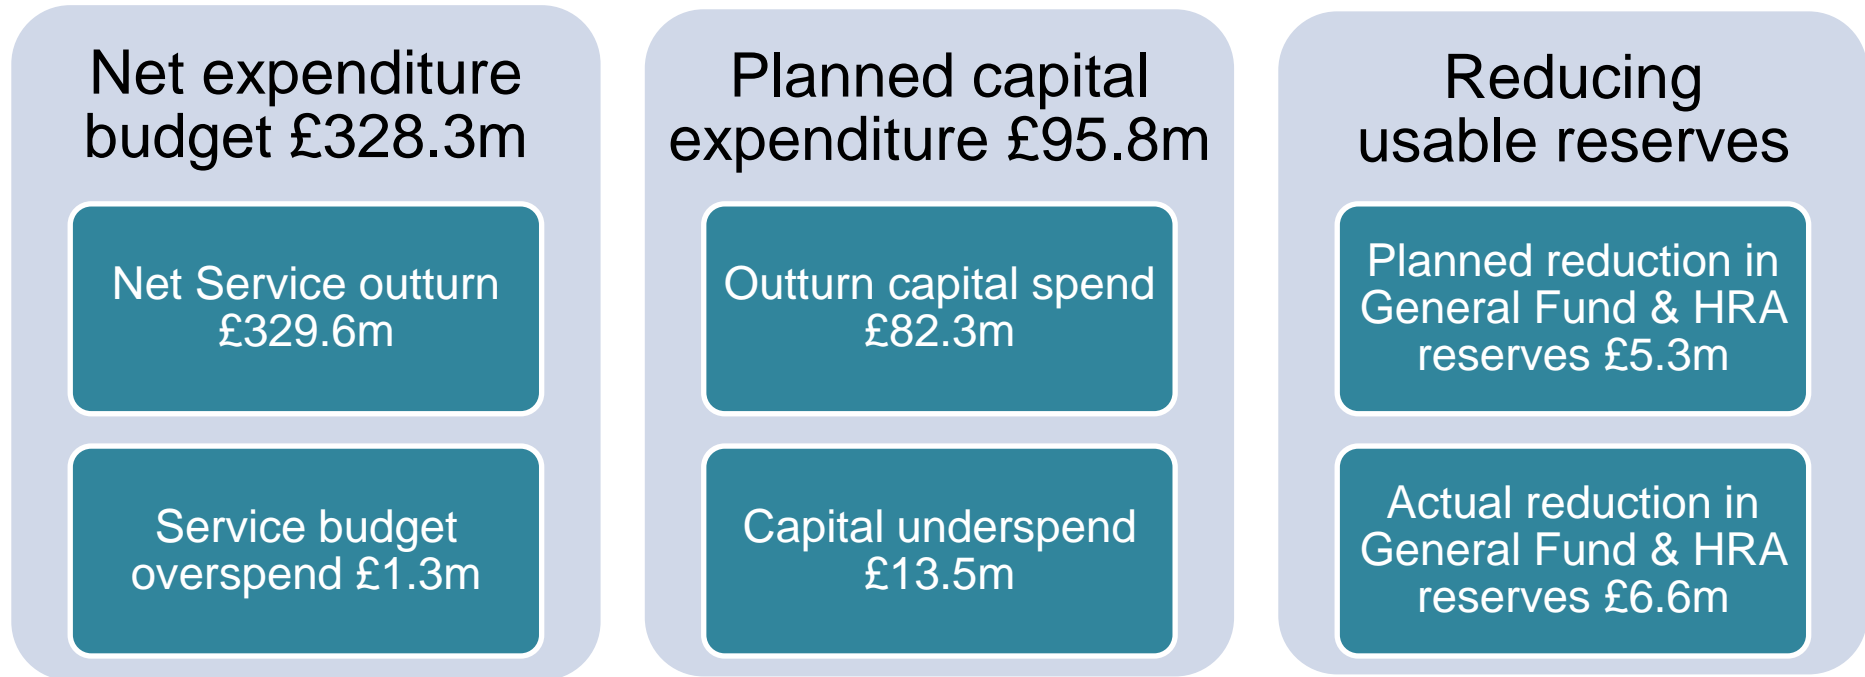 Net expenditure
budget £328.3m
Net Service outturn
£329.6m
Service budget
overspend £1.3m
Planned capital
expenditure £95.8m
Outturn capital spend
£82.3m
Capital underspend
£13.5m
Reducing
usable reserves
Planned reduction in
General Fund & HRA
reserves £5.3m
Actual reduction in
General Fund & HRA
reserves £6.6m